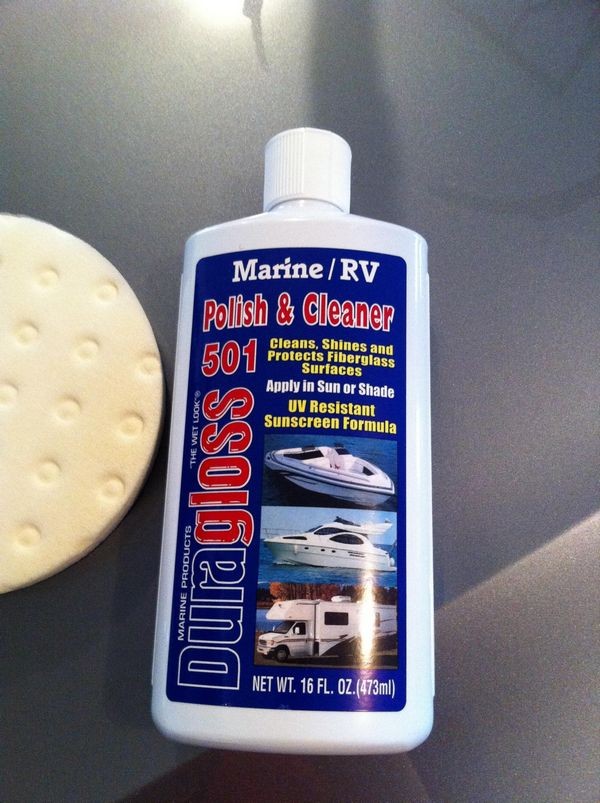 Marine / RV
Polish & Cleaner
501
Cleans, Shines and
Protects Fiberglass
Surfaces
Apply in Sun or Shade
UV Resistant
Sunscreen Formula
"THE WET LOOK"®
MARINE PRODUCTS
Duragloss
NET WT. 16 FL. OZ.(473ml)